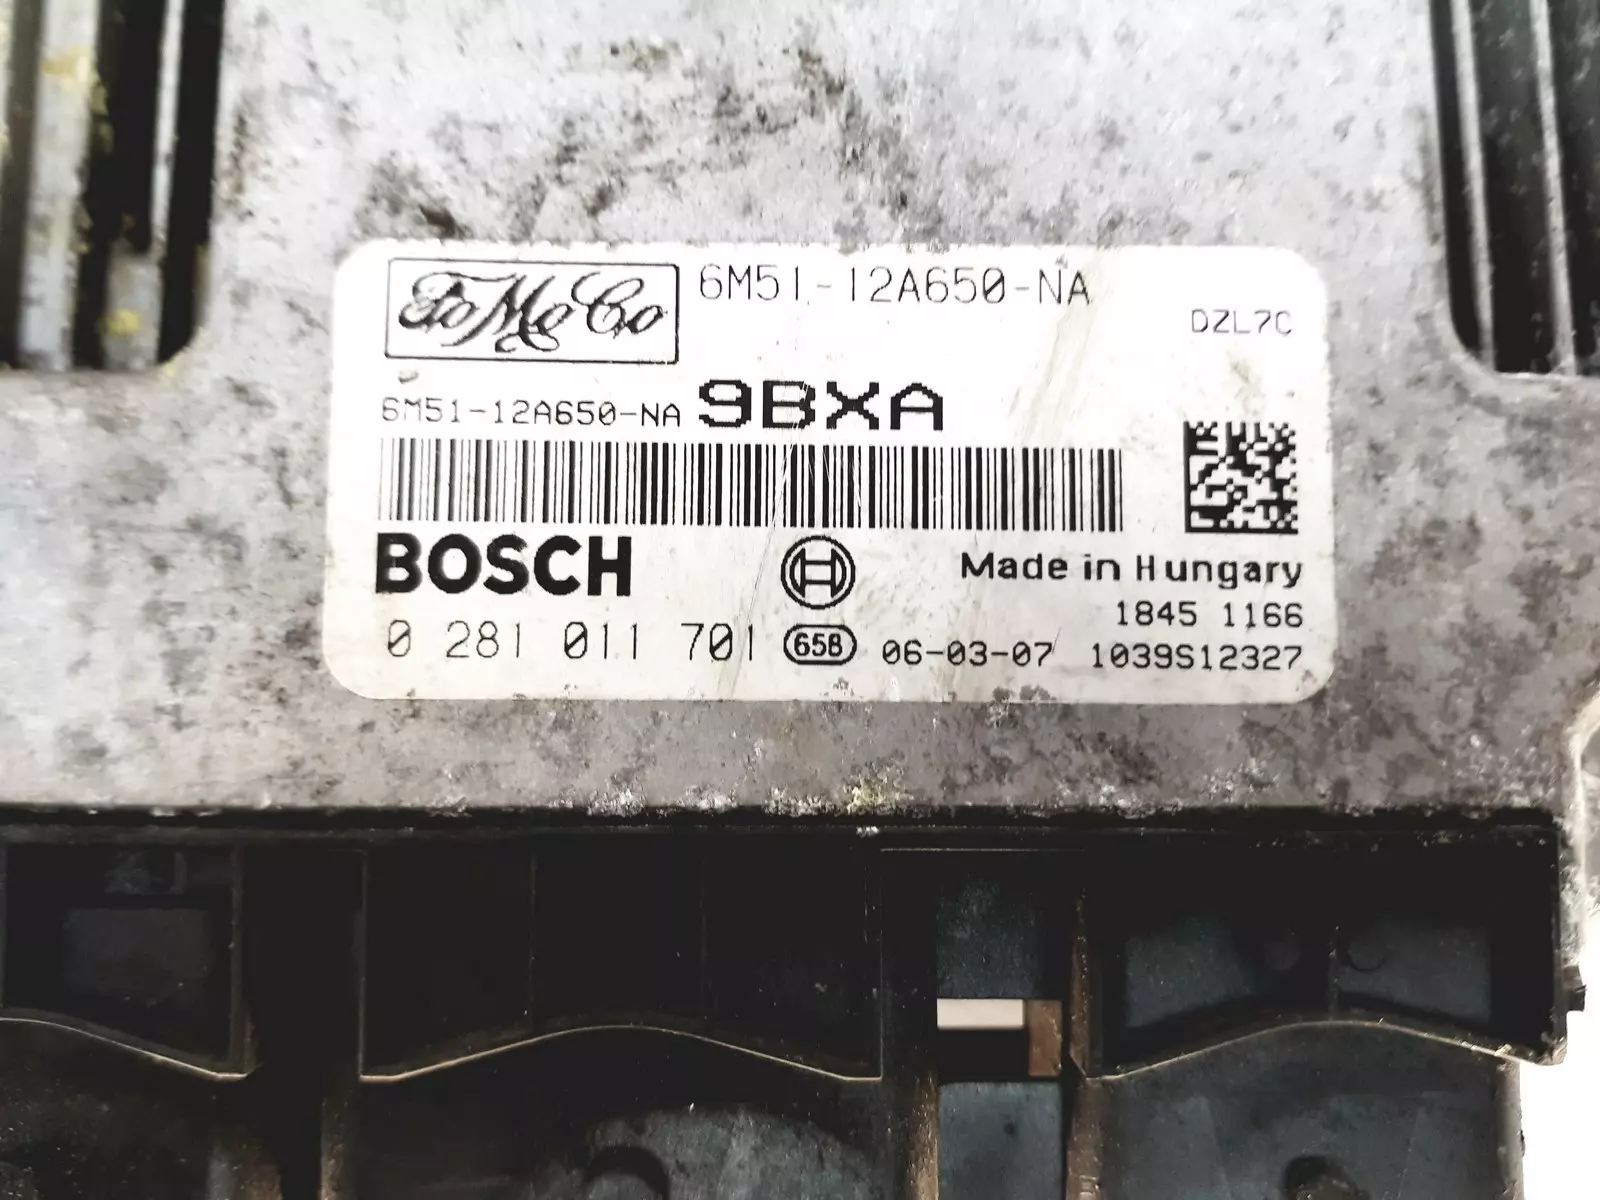 FoMoCo 6M51-12A650-NA
DZL7C
6M51-12A650-NA 9BXA
BOSCH
Made in Hungary
1845 1166
0 281 011 701 65B 06-03-07 1039S12327